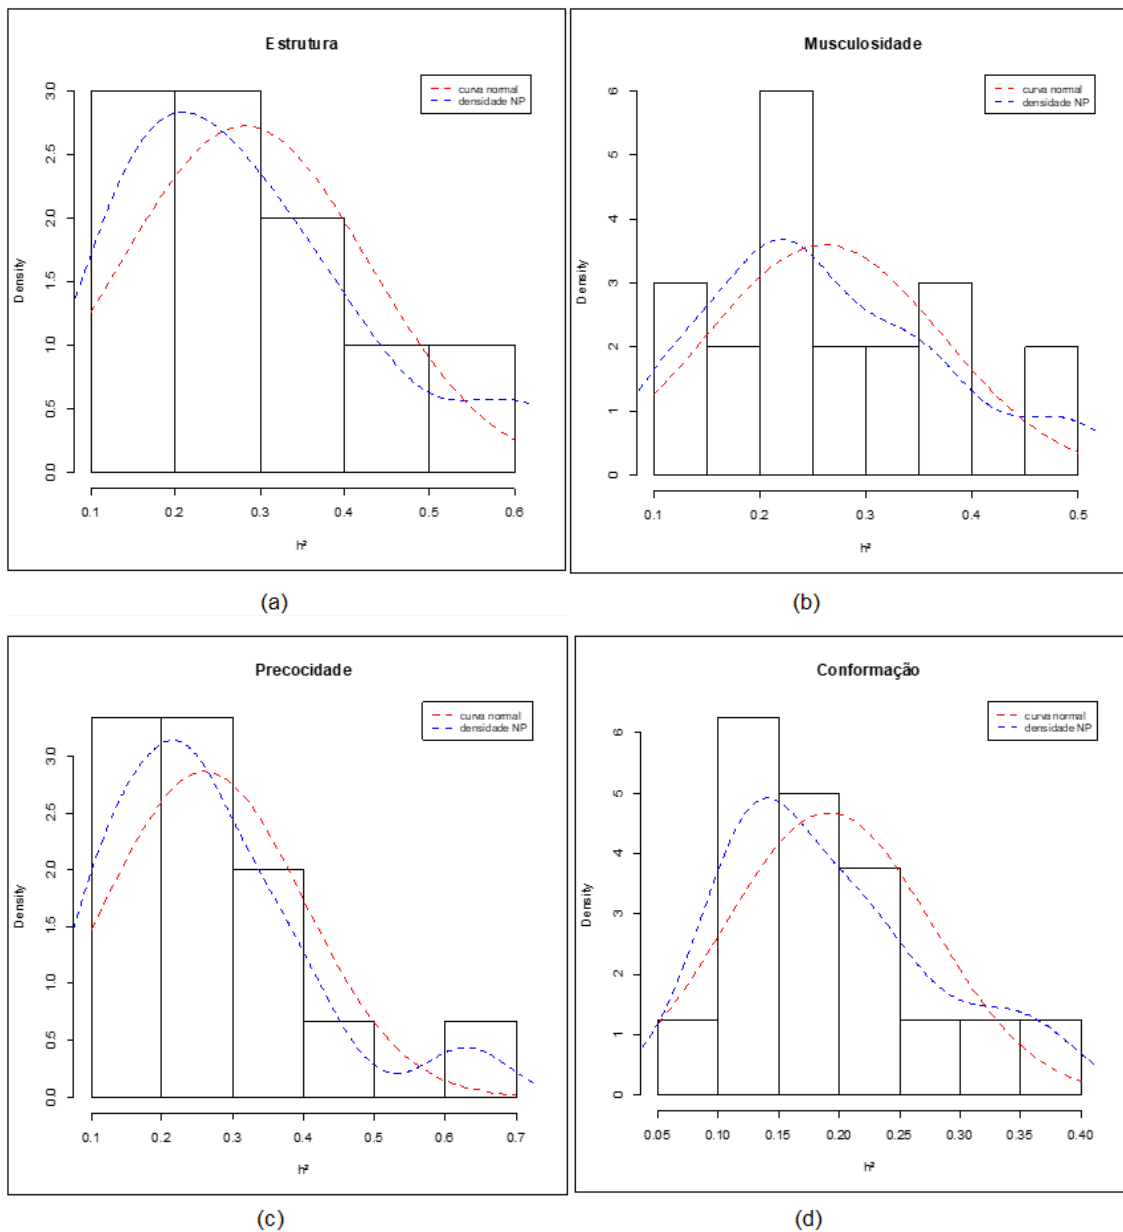 Estrutura
curva normal
densidade NP
Density
0.0
0.5
1.0
1.5
2.0
2.5
3.0
0.1 0.2 0.3 0.4 0.5 0.6
h²
(a)
Musculosidade
curva normal
densidade NP
Density
0
1
2
3
4
5
6
0.1 0.2 0.3 0.4 0.5
h²
(b)
Precocidade
curva normal
densidade NP
Density
0.0
0.5
1.0
1.5
2.0
2.5
3.0
0.1 0.2 0.3 0.4 0.5 0.6 0.7
h²
(c)
Conformação
curva normal
densidade NP
Density
0
1
2
3
4
5
6
0.05 0.10 0.15 0.20 0.25 0.30 0.35 0.40
h²
(d)